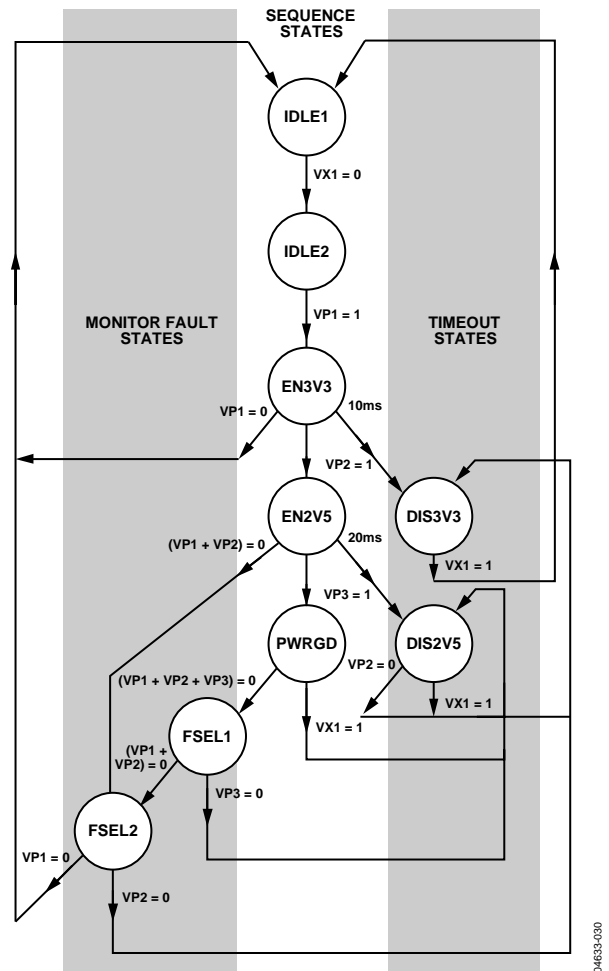 SEQUENCE
STATES
IDLE1
VX1 = 0
IDLE2
MONITOR FAULT
STATES
VP1 = 1
TIMEOUT
STATES
EN3V3
VP1 = 0
10ms
VP2 = 1
EN2V5
DIS3V3
(VP1 + VP2) = 0
20ms
VX1 = 1
VP3 = 1
PWRGD
DIS2V5
VP2 = 0
(VP1 + VP2 + VP3) = 0
VX1 = 1
VX1 = 1
FSEL1
(VP1 +
VP2) = 0
VP3 = 0
FSEL2
VP1 = 0
VP2 = 0
04633-030